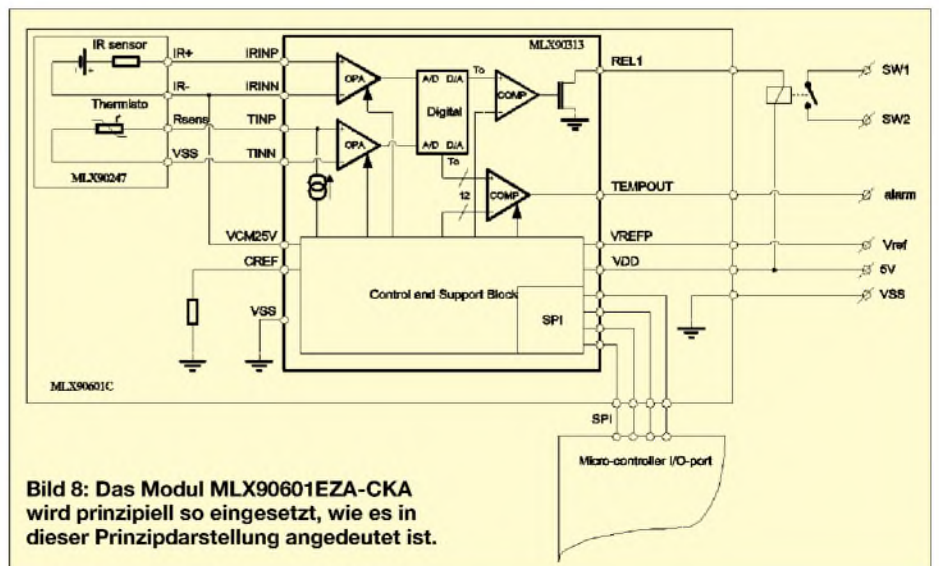 MLX90313
IR sensor
IR+
IRINP
OPA
A/D D/A
To
COMP
REL1
SW1
IR-
IRINN
Digital
Thermisto
Rsens
TINP
SW2
VSS
TINN
OPA
A/D D/A
To
MLX90247
12
COMP
TEMPOUT
alarm
VCM25V
VREFP
Vref
CREF
VDD
5V
Control and Support Block
VSS
VSS
SPI
MLX90601C
SPI
Micro-controller I/O-port
Bild 8: Das Modul MLX90601EZA-CKA
wird prinzipiell so eingesetzt, wie es in
dieser Prinzipdarstellung angedeutet ist.